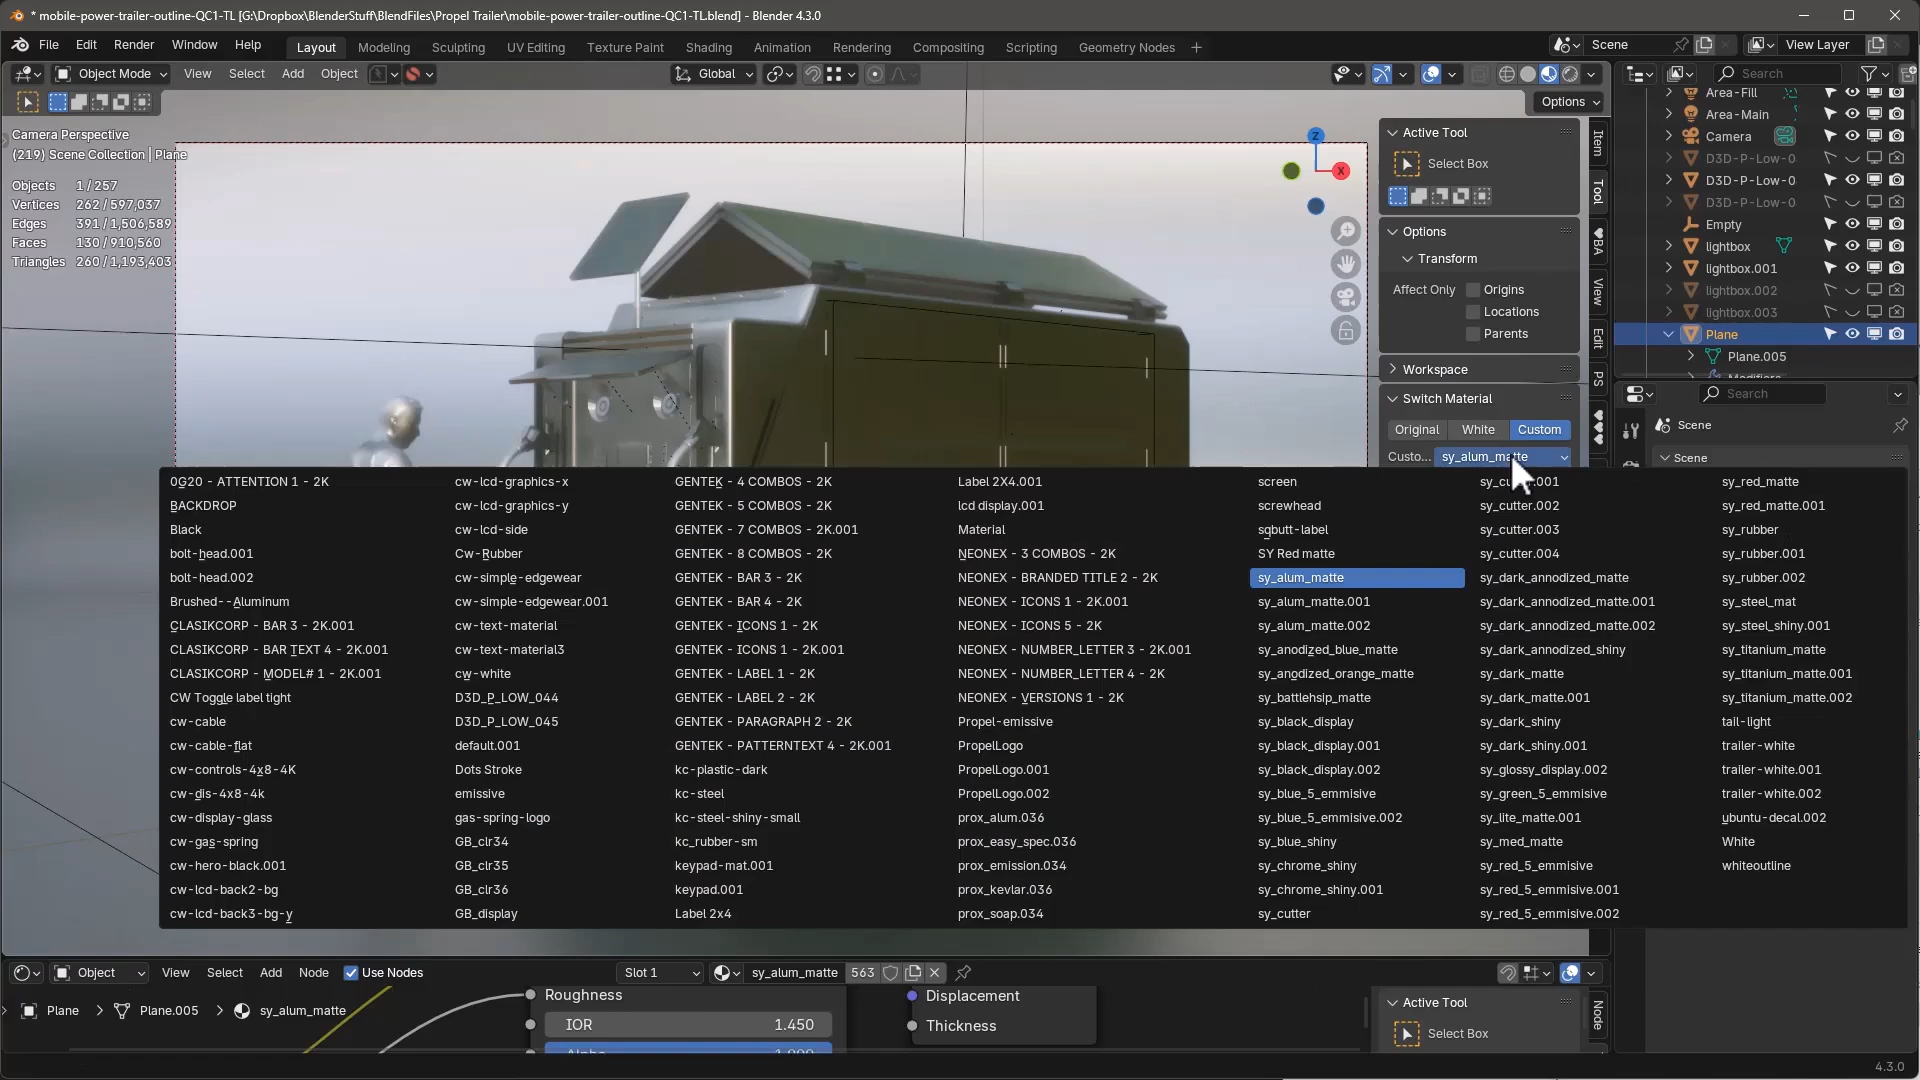 * mobile-power-trailer-outline-QC1-TL [G:\Dropbox\BlenderStuff\BlendFiles\Propel Trailer\mobile-power-trailer-outline-QC1-TL.blend] - Blender 4.3.0
File Edit Render Window Help Layout Modeling Sculpting UV Editing Texture Paint Shading Animation Rendering Compositing Scripting Geometry Nodes + Scene View Layer
Object Mode View Select Add Object Global Search
Options
Camera Perspective
(219) Scene Collection | Plane
Objects 1 / 257
Vertices 262 / 597,037
Edges 391 / 1,506,589
Faces 130 / 910,560
Triangles 260 / 1,193,403
Z
X
Active Tool
Select Box
Options
Transform
Affect Only Origins
Locations
Parents
Workspace
Switch Material
Original White Custom
Custo... sy_alum_matte
Item
Tool
BA
View
Edit
PS
Area-Fill
Area-Main
Camera
D3D-P-Low-0
D3D-P-Low-0
D3D-P-Low-0
Empty
lightbox
lightbox.001
lightbox.002
lightbox.003
Plane
Plane.005
Modifiers
Search
Scene
Scene
0G20 - ATTENTION 1 - 2K
BACKDROP
Black
bolt-head.001
bolt-head.002
Brushed--Aluminum
CLASIKCORP - BAR 3 - 2K.001
CLASIKCORP - BAR TEXT 4 - 2K.001
CLASIKCORP - MODEL# 1 - 2K.001
CW Toggle label tight
cw-cable
cw-cable-flat
cw-controls-4x8-4K
cw-dis-4x8-4k
cw-display-glass
cw-gas-spring
cw-hero-black.001
cw-lcd-back2-bg
cw-lcd-back3-bg-y
cw-lcd-graphics-x
cw-lcd-graphics-y
cw-lcd-side
Cw-Rubber
cw-simple-edgewear
cw-simple-edgewear.001
cw-text-material
cw-text-material3
cw-white
D3D_P_LOW_044
D3D_P_LOW_045
default.001
Dots Stroke
emissive
gas-spring-logo
GB_clr34
GB_clr35
GB_clr36
GB_display
GENTEK - 4 COMBOS - 2K
GENTEK - 5 COMBOS - 2K
GENTEK - 7 COMBOS - 2K.001
GENTEK - 8 COMBOS - 2K
GENTEK - BAR 3 - 2K
GENTEK - BAR 4 - 2K
GENTEK - ICONS 1 - 2K
GENTEK - ICONS 1 - 2K.001
GENTEK - LABEL 1 - 2K
GENTEK - LABEL 2 - 2K
GENTEK - PARAGRAPH 2 - 2K
GENTEK - PATTERNTEXT 4 - 2K.001
kc-plastic-dark
kc-steel
kc-steel-shiny-small
kc_rubber-sm
keypad-mat.001
keypad.001
Label 2x4
Label 2X4.001
lcd display.001
Material
NEONEX - 3 COMBOS - 2K
NEONEX - BRANDED TITLE 2 - 2K
NEONEX - ICONS 1 - 2K.001
NEONEX - ICONS 5 - 2K
NEONEX - NUMBER_LETTER 3 - 2K.001
NEONEX - NUMBER_LETTER 4 - 2K
NEONEX - VERSIONS 1 - 2K
Propel-emissive
PropelLogo
PropelLogo.001
PropelLogo.002
prox_alum.036
prox_easy_spec.036
prox_emission.034
prox_kevlar.036
prox_soap.034
screen
screwhead
sqbutt-label
SY Red matte
sy_alum_matte
sy_alum_matte.001
sy_alum_matte.002
sy_anodized_blue_matte
sy_anodized_orange_matte
sy_battlehsip_matte
sy_black_display
sy_black_display.001
sy_black_display.002
sy_blue_5_emmisive
sy_blue_5_emmisive.002
sy_blue_shiny
sy_chrome_shiny
sy_chrome_shiny.001
sy_cutter
sy_cutter.002
sy_cutter.003
sy_cutter.004
sy_dark_annodized_matte
sy_dark_annodized_matte.001
sy_dark_annodized_matte.002
sy_dark_annodized_shiny
sy_dark_matte
sy_dark_matte.001
sy_dark_shiny
sy_dark_shiny.001
sy_glossy_display.002
sy_green_5_emmisive
sy_lite_matte.001
sy_med_matte
sy_red_5_emmisive
sy_red_5_emmisive.001
sy_red_5_emmisive.002
sy_red_matte
sy_red_matte.001
sy_rubber
sy_rubber.001
sy_rubber.002
sy_steel_mat
sy_steel_shiny.001
sy_titanium_matte
sy_titanium_matte.001
sy_titanium_matte.002
tail-light
trailer-white
trailer-white.001
trailer-white.002
ubuntu-decal.002
White
whiteoutline
Object View Select Add Node Use Nodes Slot 1 sy_alum_matte 563
Plane > Plane.005 > sy_alum_matte
Roughness
IOR 1.450
Alpha 1.000
Displacement
Thickness
Active Tool
Select Box
Node
4.3.0